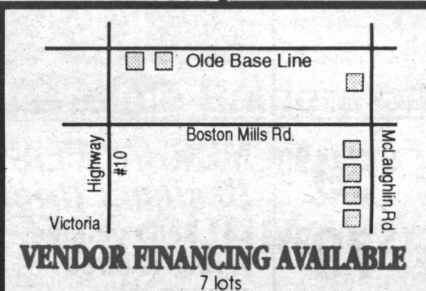 Olde Base Line
Boston Mills Rd.
Highway
#10
McLaughlin Rd.
Victoria
VENDOR FINANCING AVAILABLE
7 lots